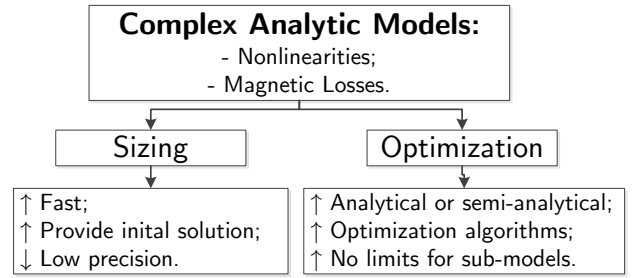 Complex Analytic Models:
- Nonlinearities;
- Magnetic Losses.
Sizing
↑ Fast;
↑ Provide inital solution;
↓ Low precision.
Optimization
↑ Analytical or semi-analytical;
↑ Optimization algorithms;
↑ No limits for sub-models.